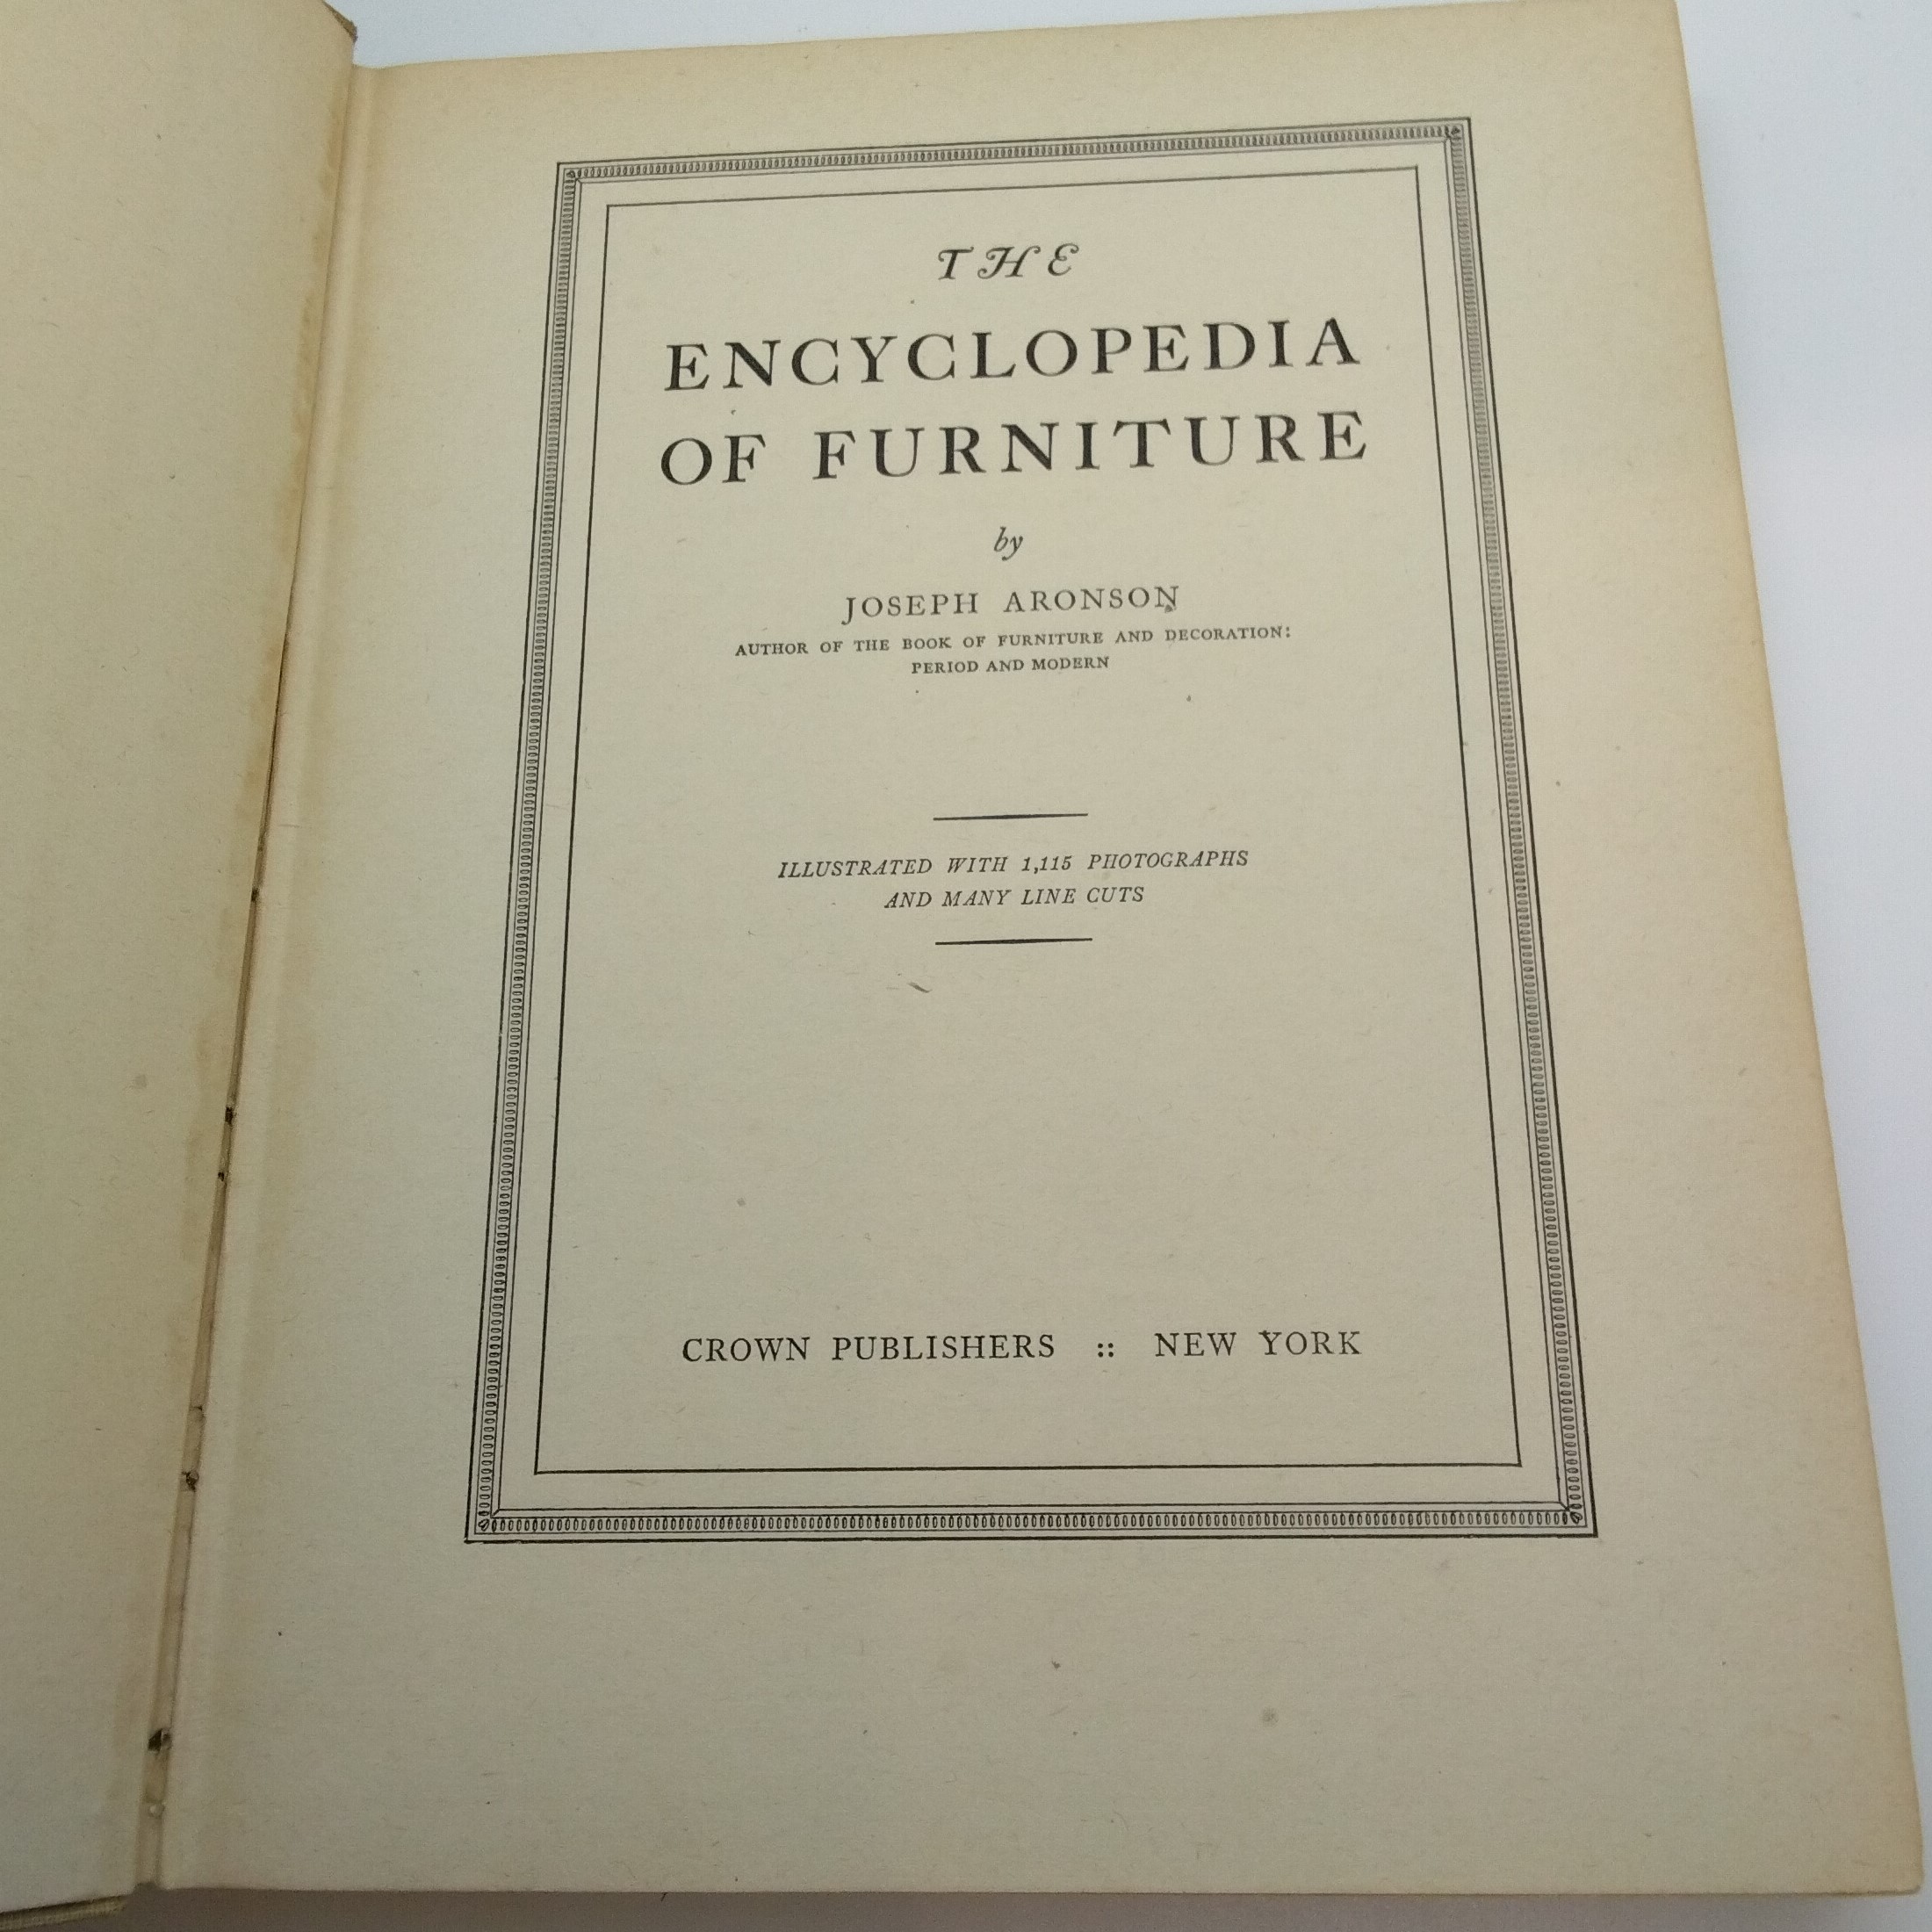 THE
ENCYCLOPEDIA
OF FURNITURE
by
JOSEPH ARONSON
AUTHOR OF THE BOOK OF FURNITURE AND DECORATION:
PERIOD AND MODERN
ILLUSTRATED WITH 1,115 PHOTOGRAPHS
AND MANY LINE CUTS
CROWN PUBLISHERS :: NEW YORK